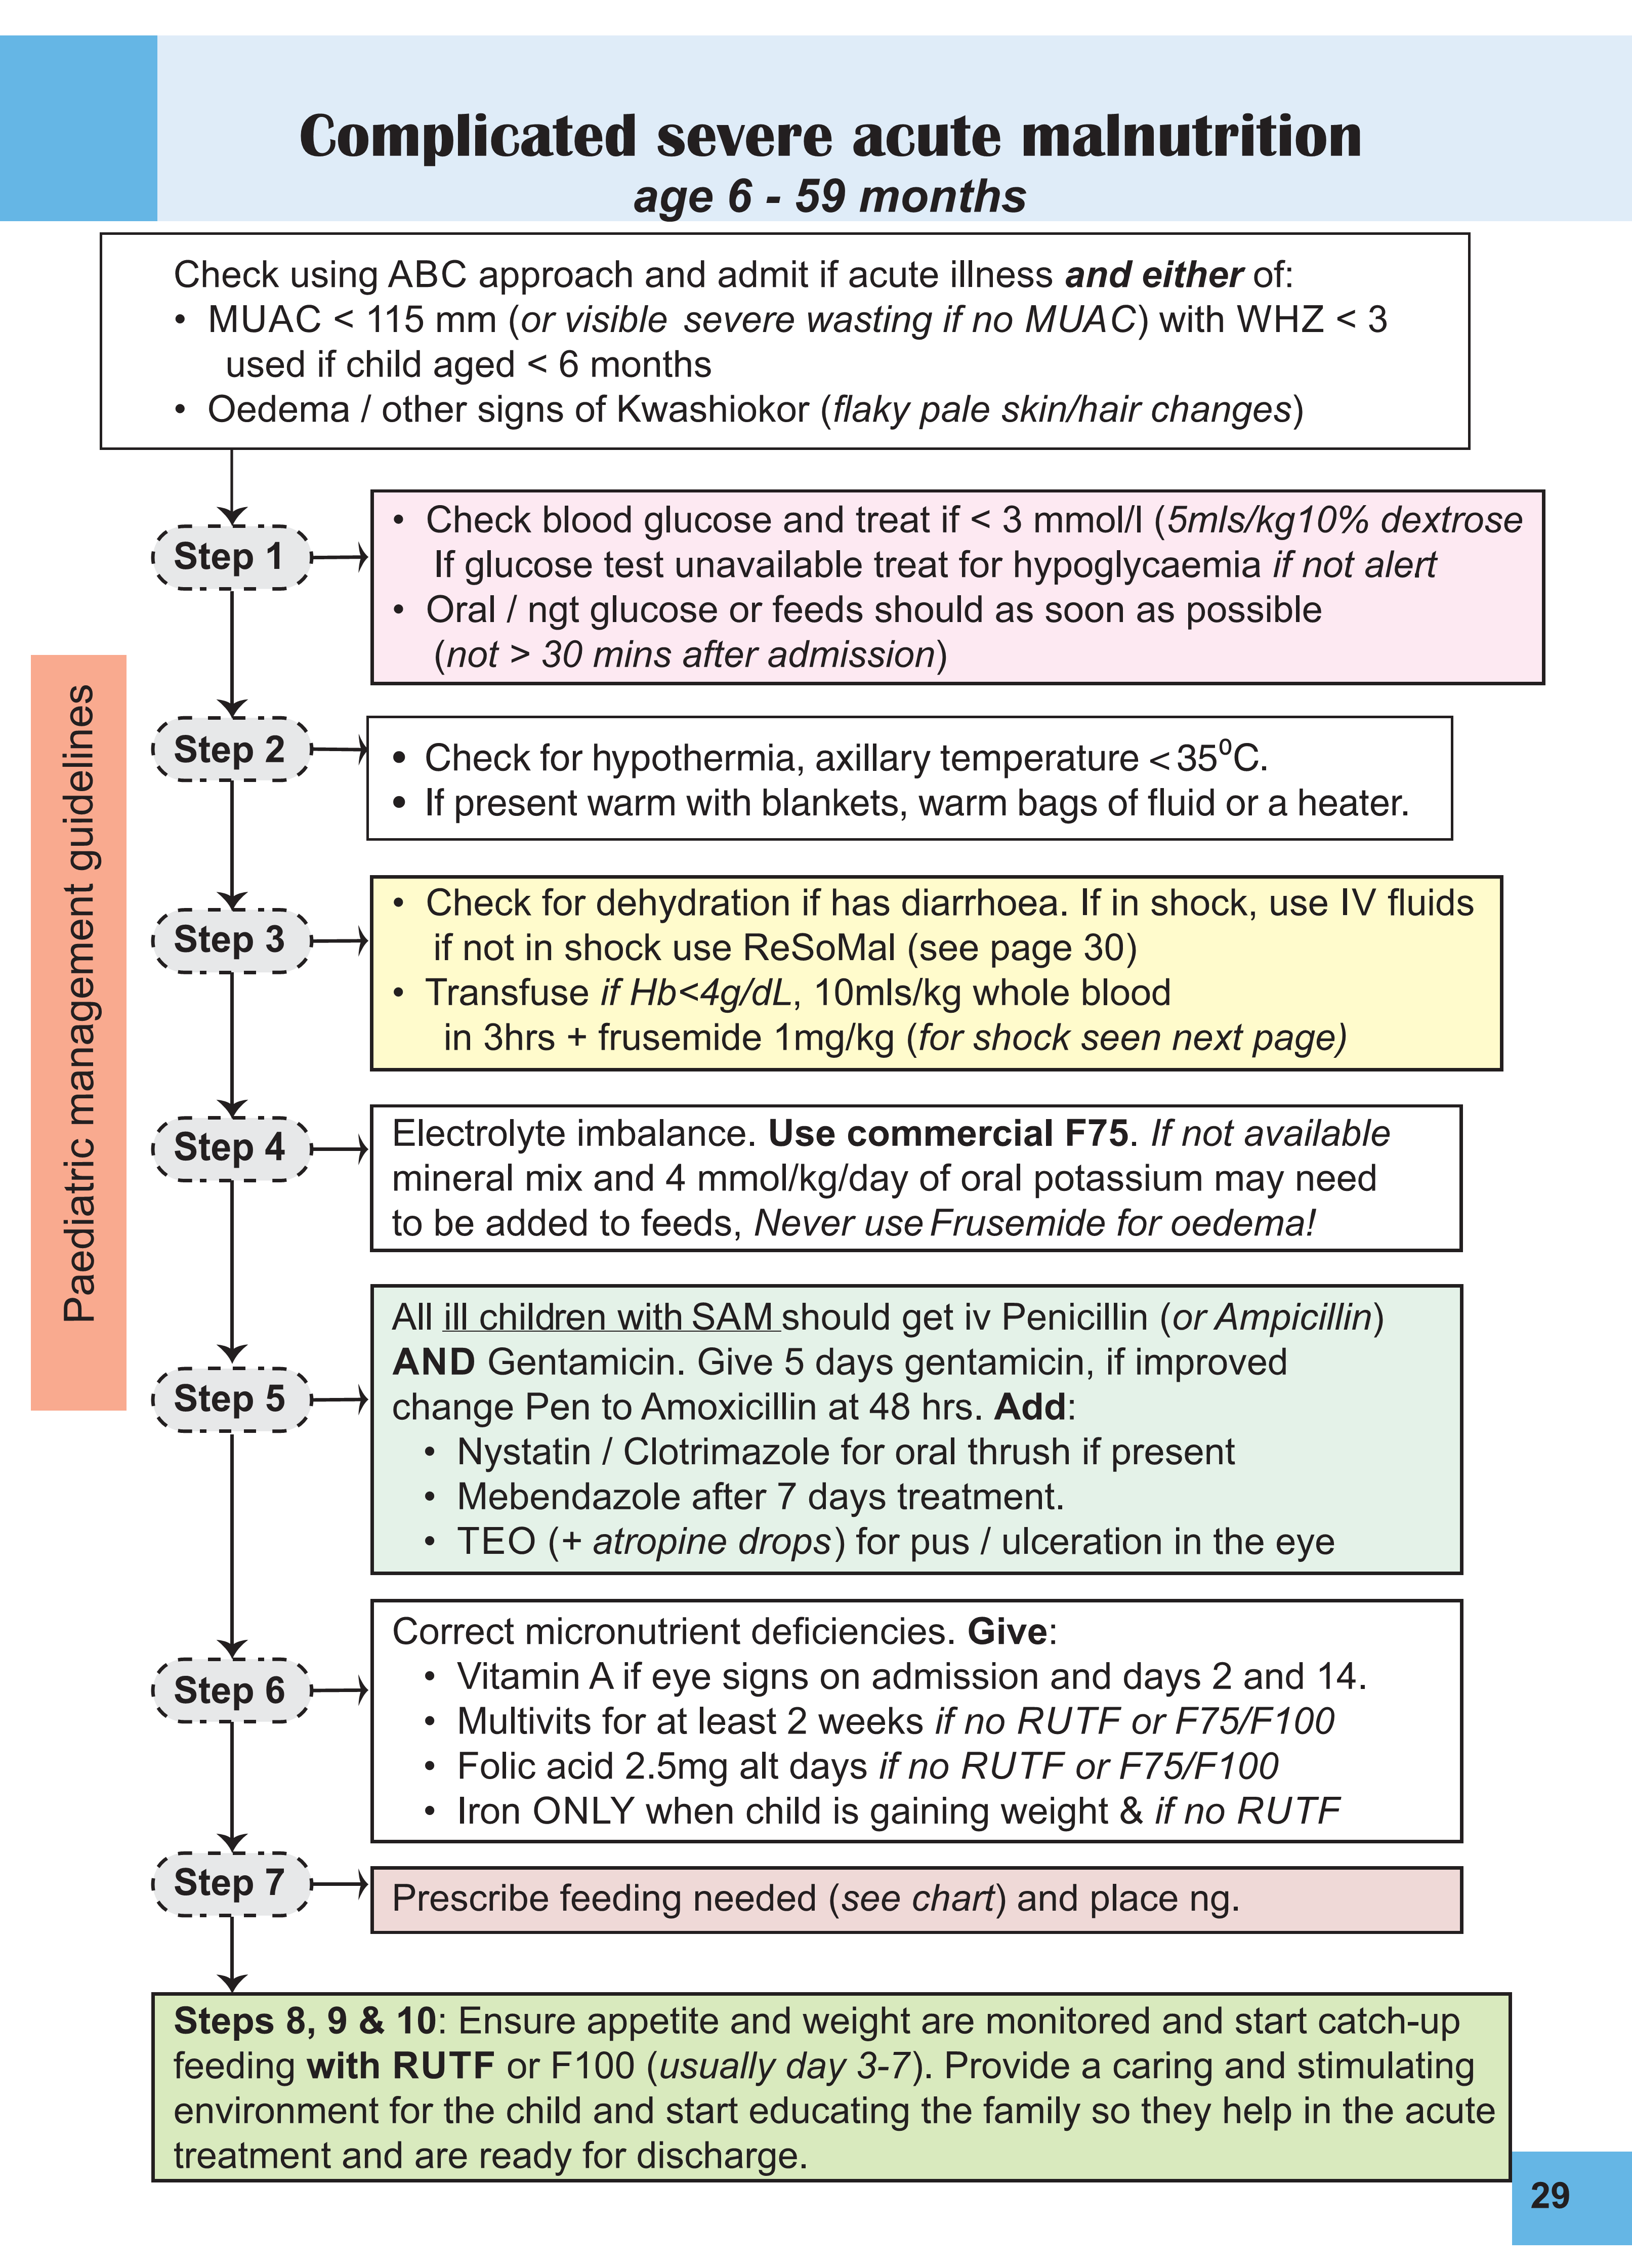 Complicated severe acute malnutrition
age 6 - 59 months
Check using ABC approach and admit if acute illness and either of:
• MUAC < 115 mm (or visible severe wasting if no MUAC) with WHZ < 3
used if child aged < 6 months
• Oedema / other signs of Kwashiokor (flaky pale skin/hair changes)
Paediatric management guidelines
Step 1
• Check blood glucose and treat if < 3 mmol/l (5mls/kg10% dextrose
If glucose test unavailable treat for hypoglycaemia if not alert
• Oral / ngt glucose or feeds should as soon as possible
(not > 30 mins after admission)
Step 2
• Check for hypothermia, axillary temperature < 35⁰C.
• If present warm with blankets, warm bags of fluid or a heater.
Step 3
• Check for dehydration if has diarrhoea. If in shock, use IV fluids
if not in shock use ReSoMal (see page 30)
• Transfuse if Hb<4g/dL, 10mls/kg whole blood
in 3hrs + frusemide 1mg/kg (for shock seen next page)
Step 4
Electrolyte imbalance. Use commercial F75. If not available
mineral mix and 4 mmol/kg/day of oral potassium may need
to be added to feeds, Never use Frusemide for oedema!
Step 5
All ill children with SAM should get iv Penicillin (or Ampicillin)
AND Gentamicin. Give 5 days gentamicin, if improved
change Pen to Amoxicillin at 48 hrs. Add:
• Nystatin / Clotrimazole for oral thrush if present
• Mebendazole after 7 days treatment.
• TEO (+ atropine drops) for pus / ulceration in the eye
Step 6
Correct micronutrient deficiencies. Give:
• Vitamin A if eye signs on admission and days 2 and 14.
• Multivits for at least 2 weeks if no RUTF or F75/F100
• Folic acid 2.5mg alt days if no RUTF or F75/F100
• Iron ONLY when child is gaining weight & if no RUTF
Step 7
Prescribe feeding needed (see chart) and place ng.
Steps 8, 9 & 10: Ensure appetite and weight are monitored and start catch-up
feeding with RUTF or F100 (usually day 3-7). Provide a caring and stimulating
environment for the child and start educating the family so they help in the acute
treatment and are ready for discharge.
29